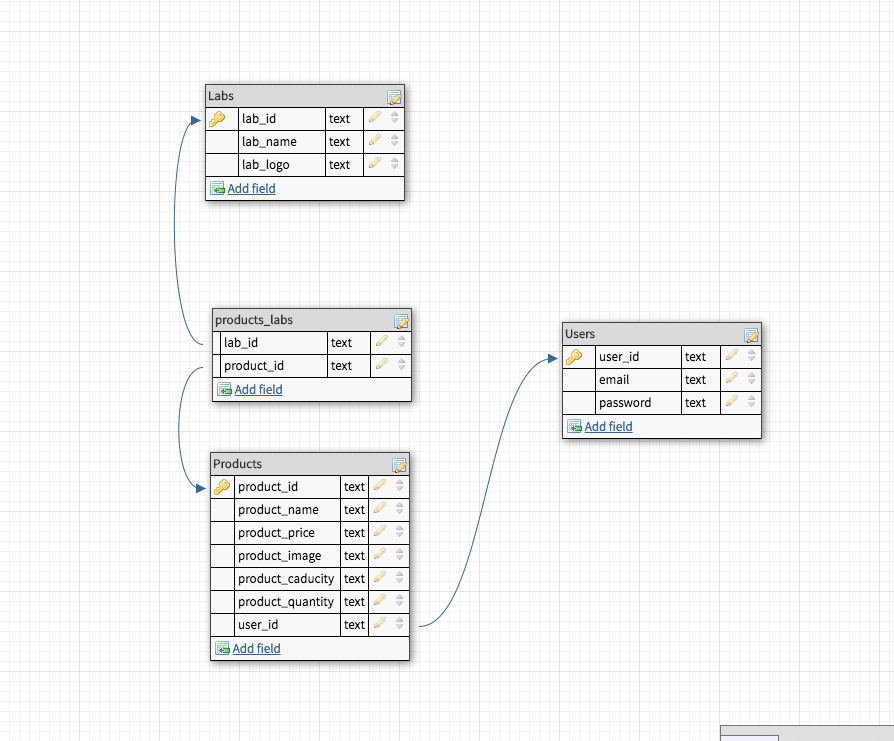 Labs
lab_id text
lab_name text
lab_logo text
Add field
products_labs
lab_id text
product_id text
Add field
Users
user_id text
email text
password text
Add field
Products
product_id text
product_name text
product_price text
product_image text
product_caducity text
product_quantity text
user_id text
Add field